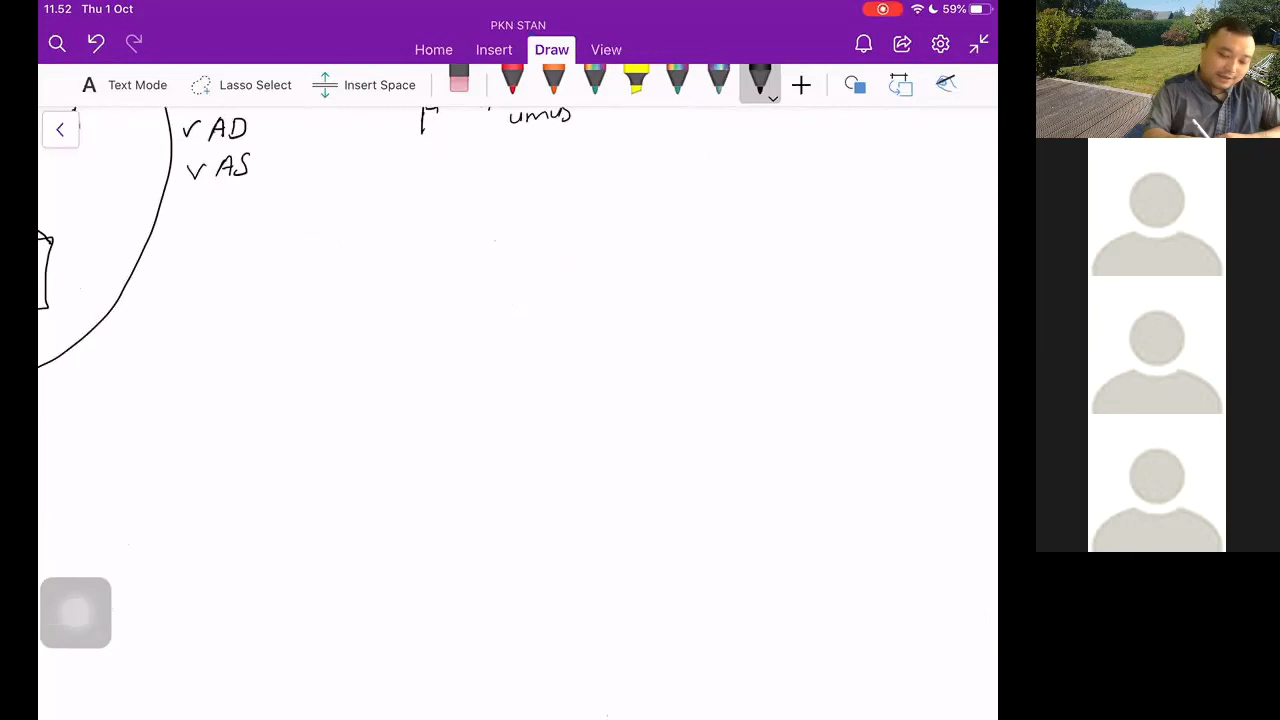 11.52 Thu 1 Oct 59%
PKN STAN
Home Insert Draw View
A Text Mode Lasso Select Insert Space
v AD
umus
v AS